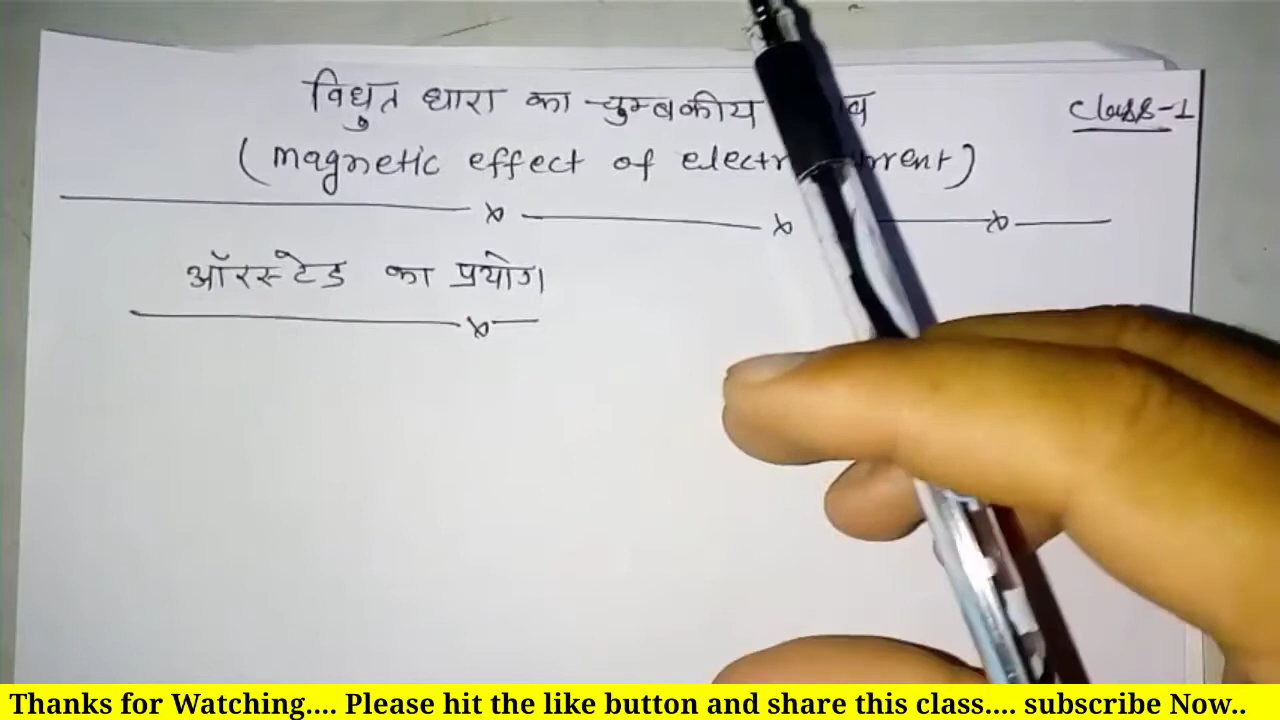 विधुत धारा का चुम्बकीय
Class-1
(magnetic effect of
ऑरस्टेड का प्रयोग
Thanks for Watching.... Please hit the like button and share this class.... subscribe Now..